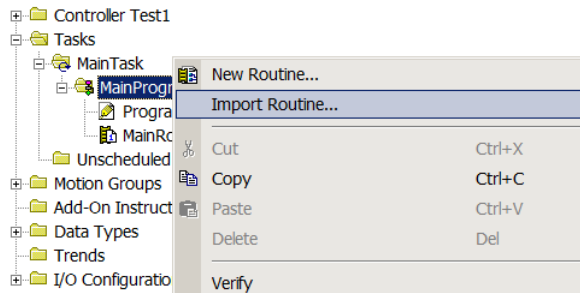 Controller Test1
Tasks
MainTask
MainProgr
Progra
MainRo
Unscheduled
Motion Groups
Add-On Instruct
Data Types
Trends
I/O Configuratio
New Routine...
Import Routine...
Cut Ctrl+X
Copy Ctrl+C
Paste Ctrl+V
Delete Del
Verify